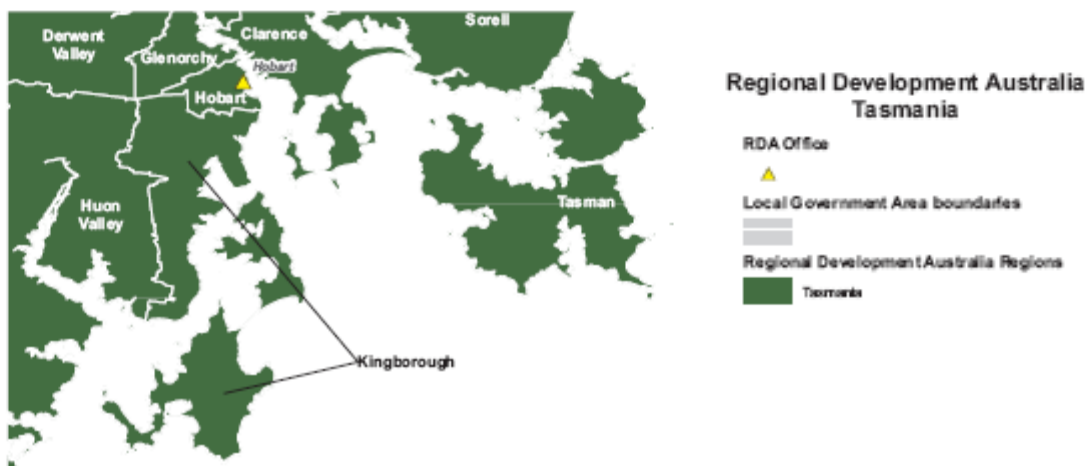 Sorell
Derwent
Valley
Clarence
Glenorchy
Hobart
Hobart
Huon
Valley
Tasman
Kingborough
Regional Development Australia
Tasmania
RDA Office
Local Government Area boundaries
Regional Development Australia Regions
Tasmania